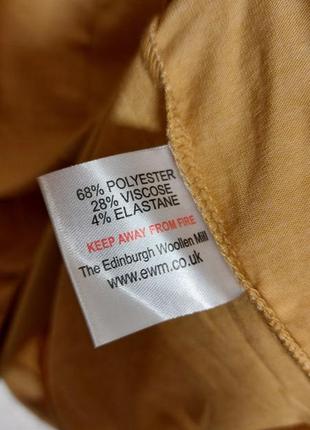 68% POLYESTER
28% VISCOSE
4% ELASTANE
KEEP AWAY FROM FIRE
The Edinburgh Woollen Mill
www.ewm.co.uk